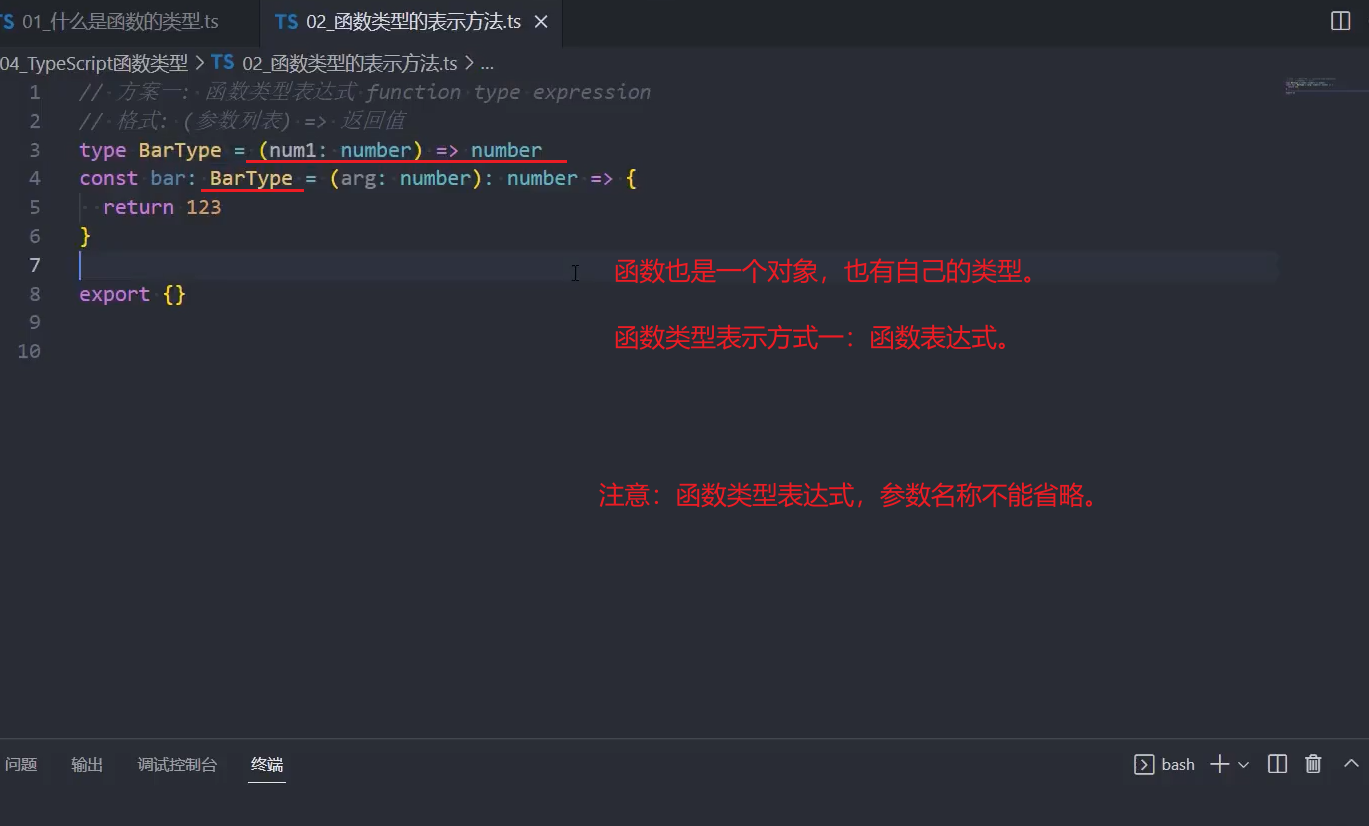 TS 01_什么是函数的类型.ts TS 02_函数类型的表示方法.ts ×
04_TypeScript函数类型 > TS 02_函数类型的表示方法.ts > ...
1 // 方案一: 函数类型表达式 function type expression
2 // 格式: (参数列表) => 返回值
3 type BarType = (num1: number) => number
4 const bar: BarType = (arg: number): number => {
5 return 123
6 }
7
函数也是一个对象，也有自己的类型。
8 export {}
9
函数类型表示方式一：函数表达式。
10
注意：函数类型表达式，参数名称不能省略。
问题 输出 调试控制台 终端 bash